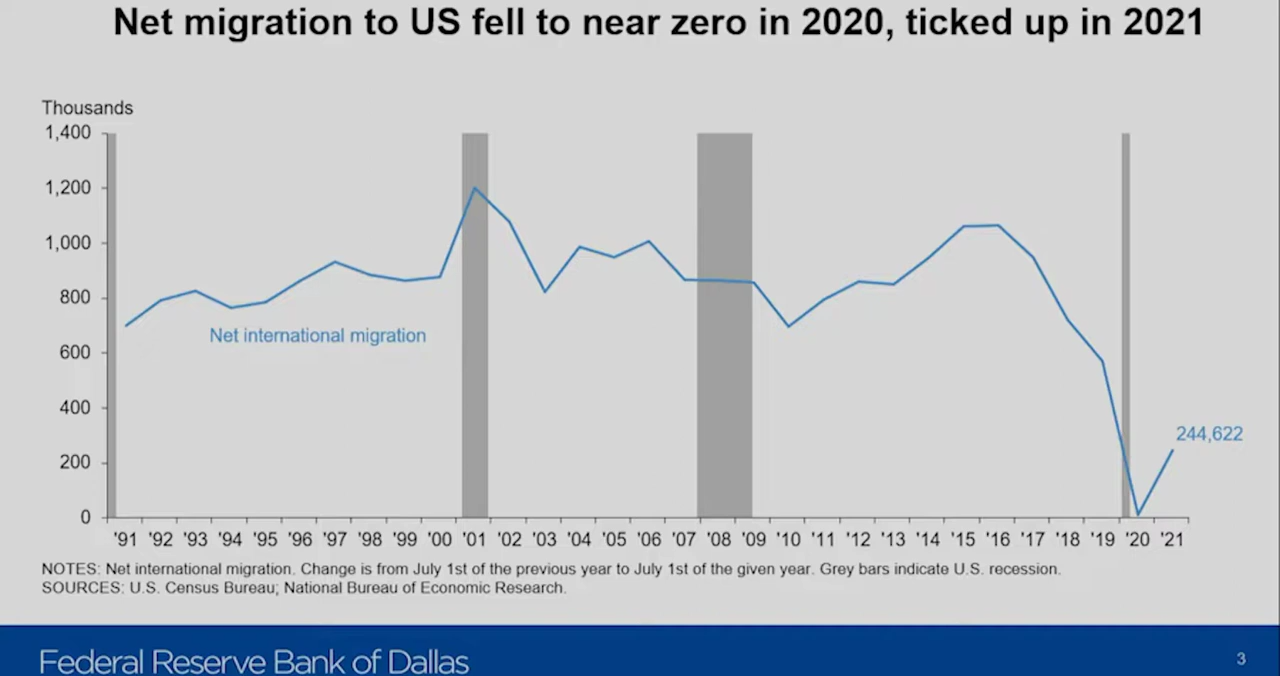 Net migration to US fell to near zero in 2020, ticked up in 2021
Thousands
1,400
1,200
1,000
800
600
400
200
0
Net international migration
244,622
'91 '92 '93 '94 '95 '96 '97 '98 '99 '00 '01 '02 '03 '04 '05 '06 '07 '08 '09 '10 '11 '12 '13 '14 '15 '16 '17 '18 '19 '20 '21
NOTES: Net international migration. Change is from July 1st of the previous year to July 1st of the given year. Grey bars indicate U.S. recession.
SOURCES: U.S. Census Bureau; National Bureau of Economic Research.
Federal Reserve Bank of Dallas
3